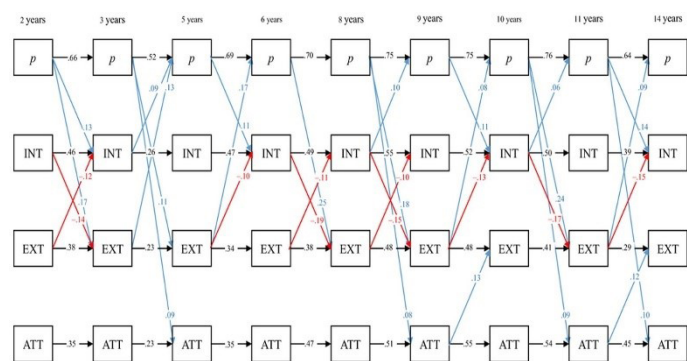 2 years 3 years 5 years 6 years 8 years 9 years 10 years 11 years 14 years
p .66 p .52 p .69 p .70 p .75 p .75 p .76 p .64 p
.09 .13 .17 .10 .08 .06 .09
.13 .11 .11 .14
INT .46 INT .26 INT .47 INT .49 INT .55 INT .52 INT .50 INT .39 INT
–.12 –.10 –.11 –.10 –.13 –.15
.17 .11 .25 .18 .24
–.14 –.19 –.15 –.17
EXT .38 EXT .23 EXT .34 EXT .38 EXT .48 EXT .48 EXT .41 EXT .29 EXT
.13 .12
.09 .08 .09 .10
ATT .35 ATT .23 ATT .35 ATT .47 ATT .51 ATT .55 ATT .54 ATT .45 ATT